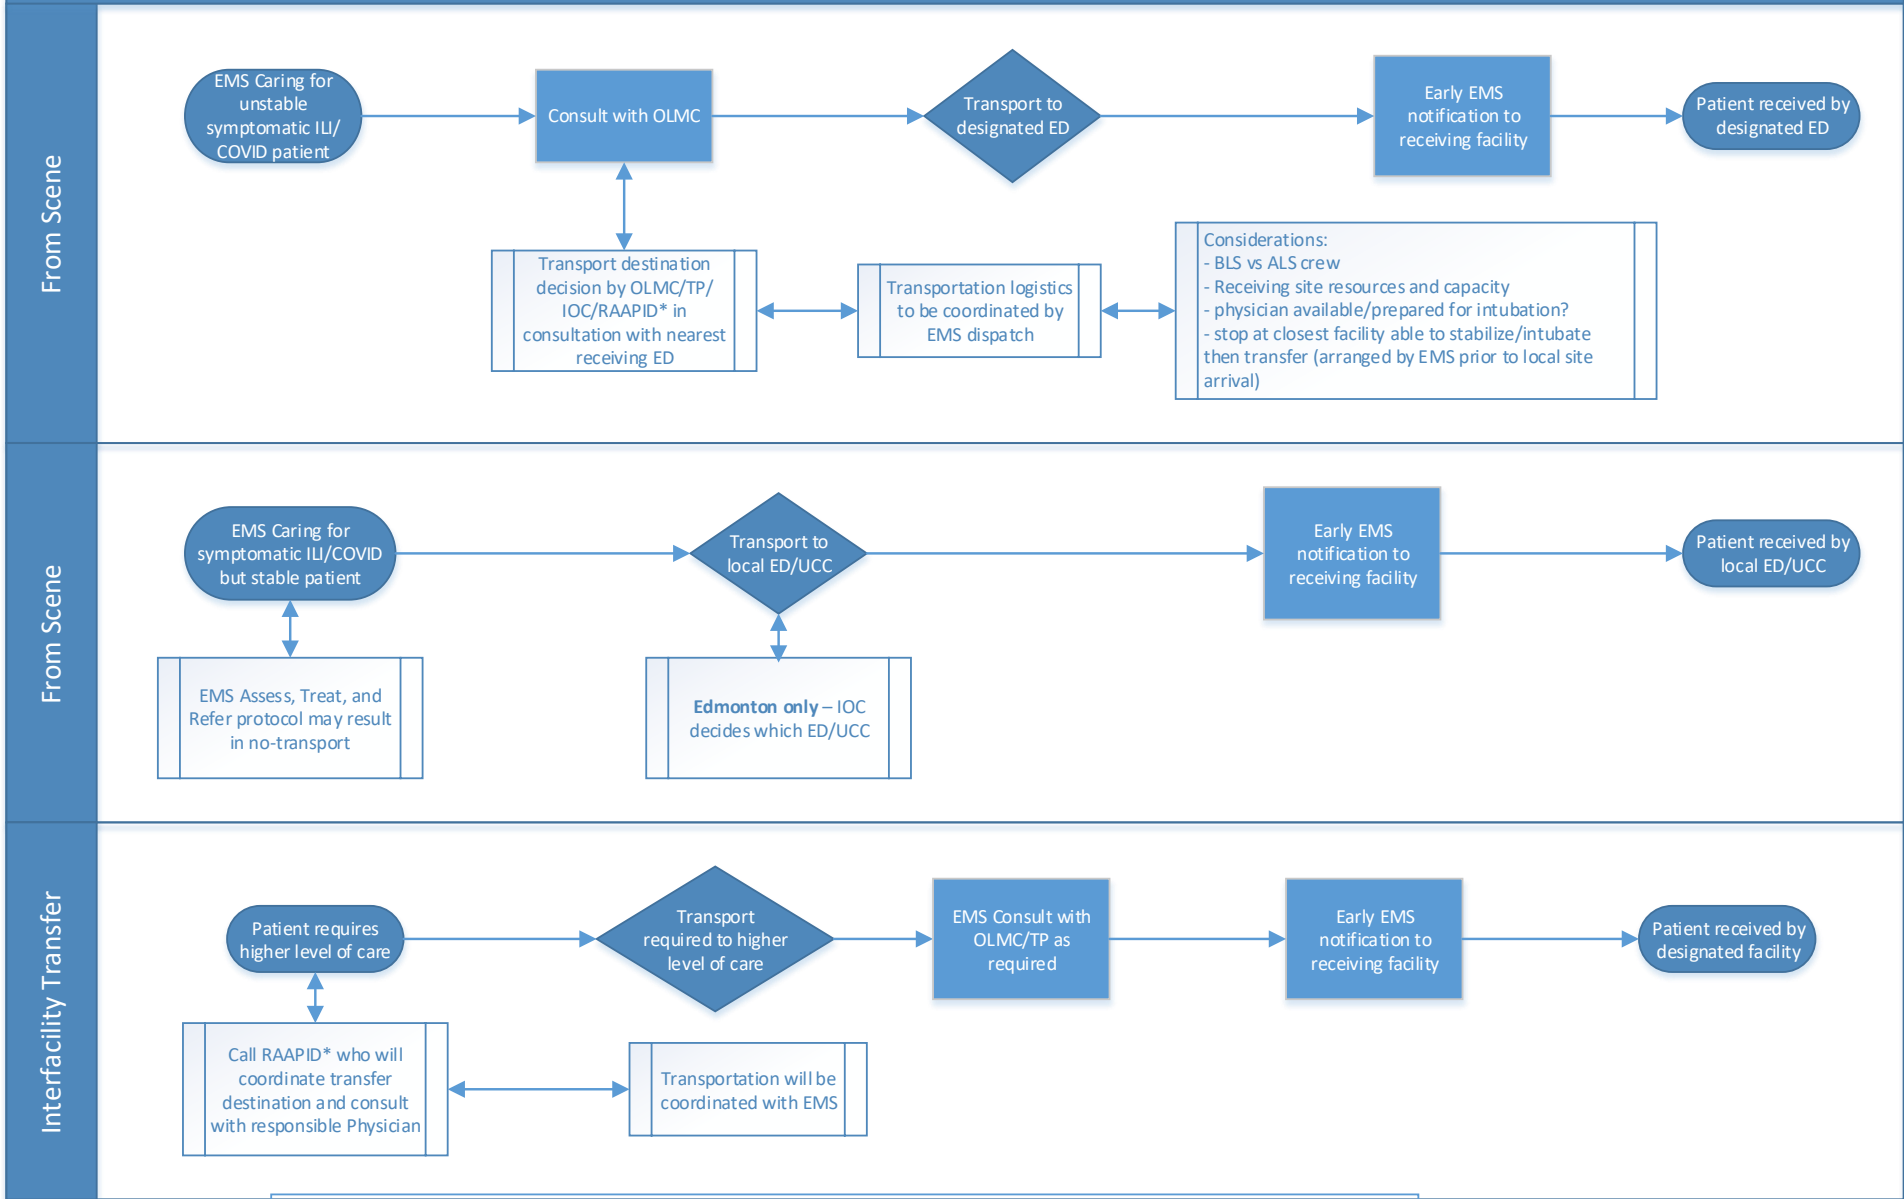 From Scene
EMS Caring for
unstable
symptomatic ILI/
COVID patient
Consult with OLMC
Transport to
designated ED
Early EMS
notification to
receiving facility
Patient received by
designated ED
Transport destination
decision by OLMC/TP/
IOC/RAAPID* in
consultation with nearest
receiving ED
Transportation logistics
to be coordinated by
EMS dispatch
Considerations:
- BLS vs ALS crew
- Receiving site resources and capacity
- physician available/prepared for intubation?
- stop at closest facility able to stabilize/intubate
then transfer (arranged by EMS prior to local site
arrival)
From Scene
EMS Caring for
symptomatic ILI/COVID
but stable patient
Transport to
local ED/UCC
Early EMS
notification to
receiving facility
Patient received by
local ED/UCC
EMS Assess, Treat, and
Refer protocol may result
in no-transport
Edmonton only – IOC
decides which ED/UCC
Interfacility Transfer
Patient requires
higher level of care
Transport
required to higher
level of care
EMS Consult with
OLMC/TP as
required
Early EMS
notification to
receiving facility
Patient received by
designated facility
Call RAAPID* who will
coordinate transfer
destination and consult
with responsible Physician
Transportation will be
coordinated with EMS